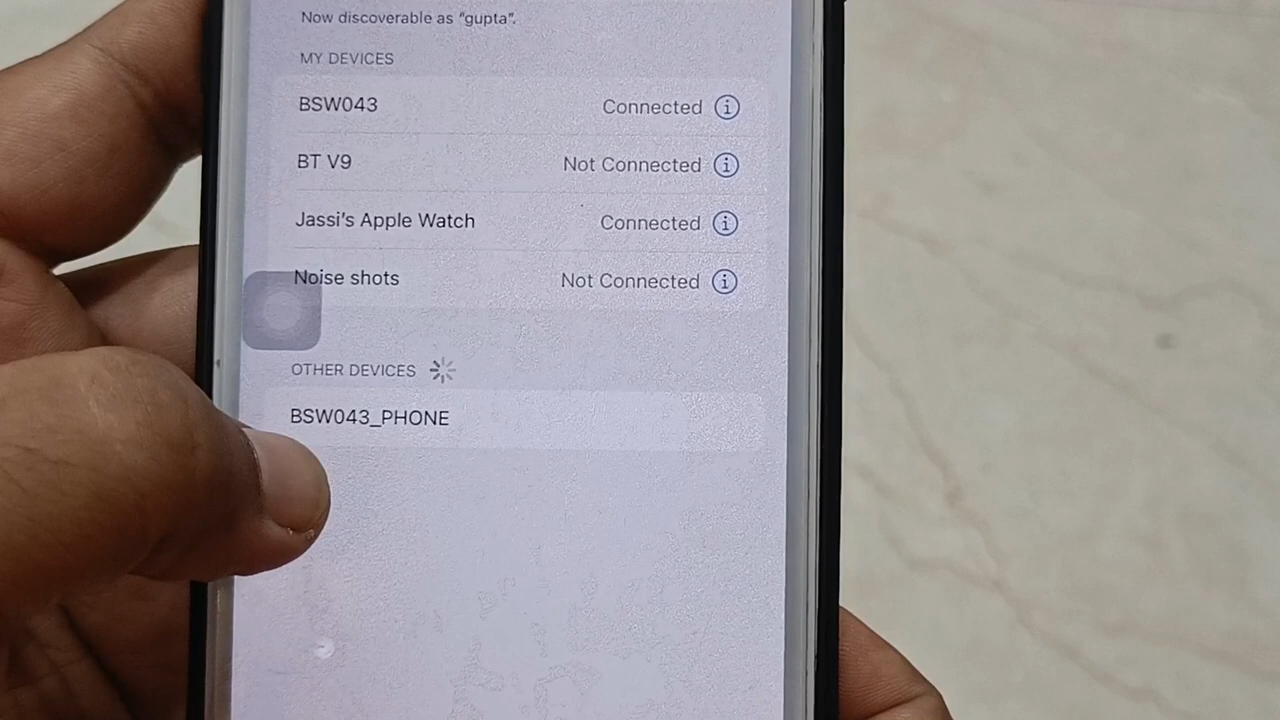 Now discoverable as “gupta”.
MY DEVICES
BSW043 Connected
BT V9 Not Connected
Jassi’s Apple Watch Connected
Noise shots Not Connected
OTHER DEVICES
BSW043_PHONE